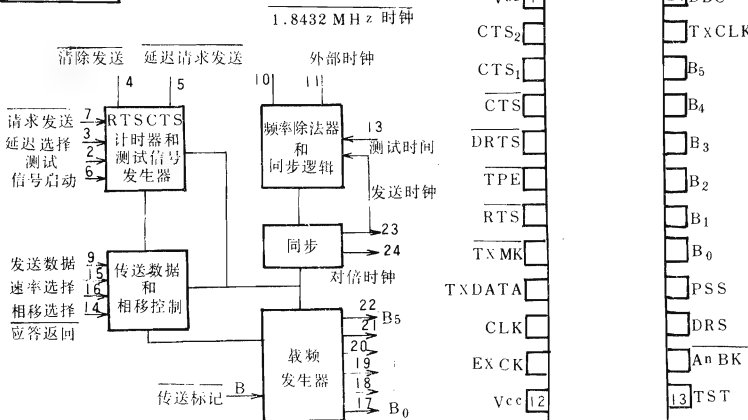 1.8432 MHz 时钟
清除发送 延迟请求发送 外部时钟
4 5 10 11
请求发送 7
延迟选择 3
测试 2
信号启动 6
RTSCTS
计时器和
测试信号
发生器
频率除法器
和
同步逻辑
13
测试时间
发送时钟
同步
23
24
对倍时钟
发送数据 9
速率选择 15
16
相移选择 14
应答返回
传送数据
和
相移控制
载频
发生器
传送标记 B
22 B5
21
20
19
18
17 B0
CTS2
CTS1
CTS
DRTS
TPE
RTS
TXMK
TXDATA
CLK
EXCK
Vcc 12
TxCLK
B5
B4
B3
B2
B1
B0
PSS
DRS
AnBK
13 TST